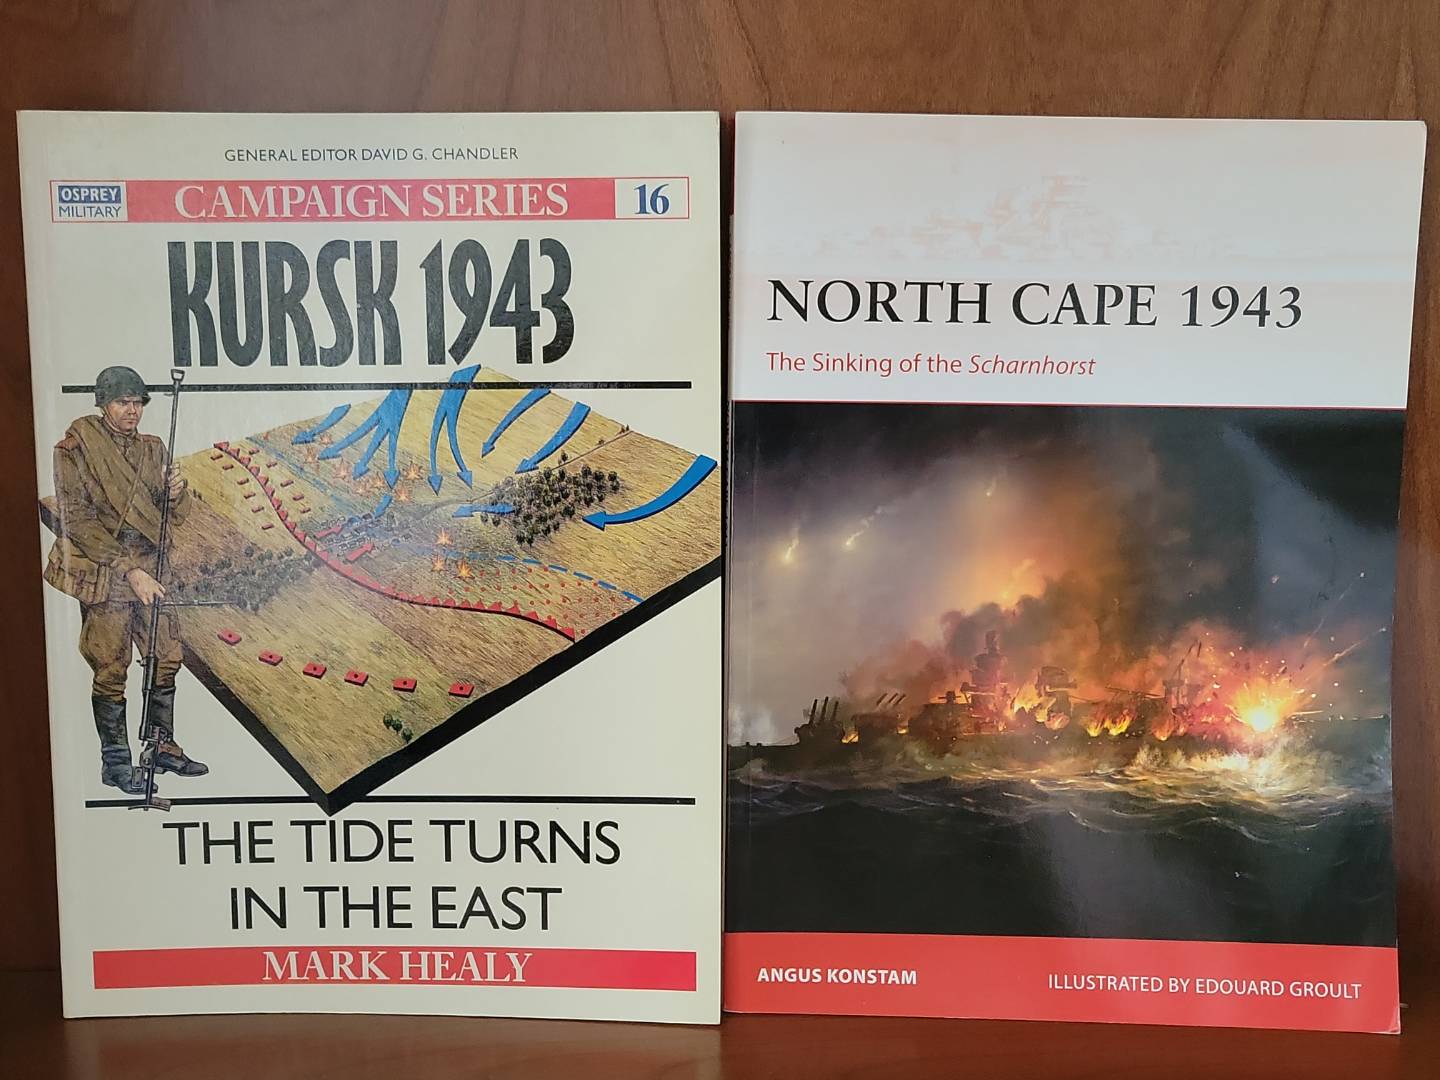 GENERAL EDITOR DAVID G. CHANDLER
OSPREY
MILITARY
CAMPAIGN SERIES
16
KURSK 1943
THE TIDE TURNS
IN THE EAST
MARK HEALY
NORTH CAPE 1943
The Sinking of the Scharnhorst
ANGUS KONSTAM
ILLUSTRATED BY EDOUARD GROULT